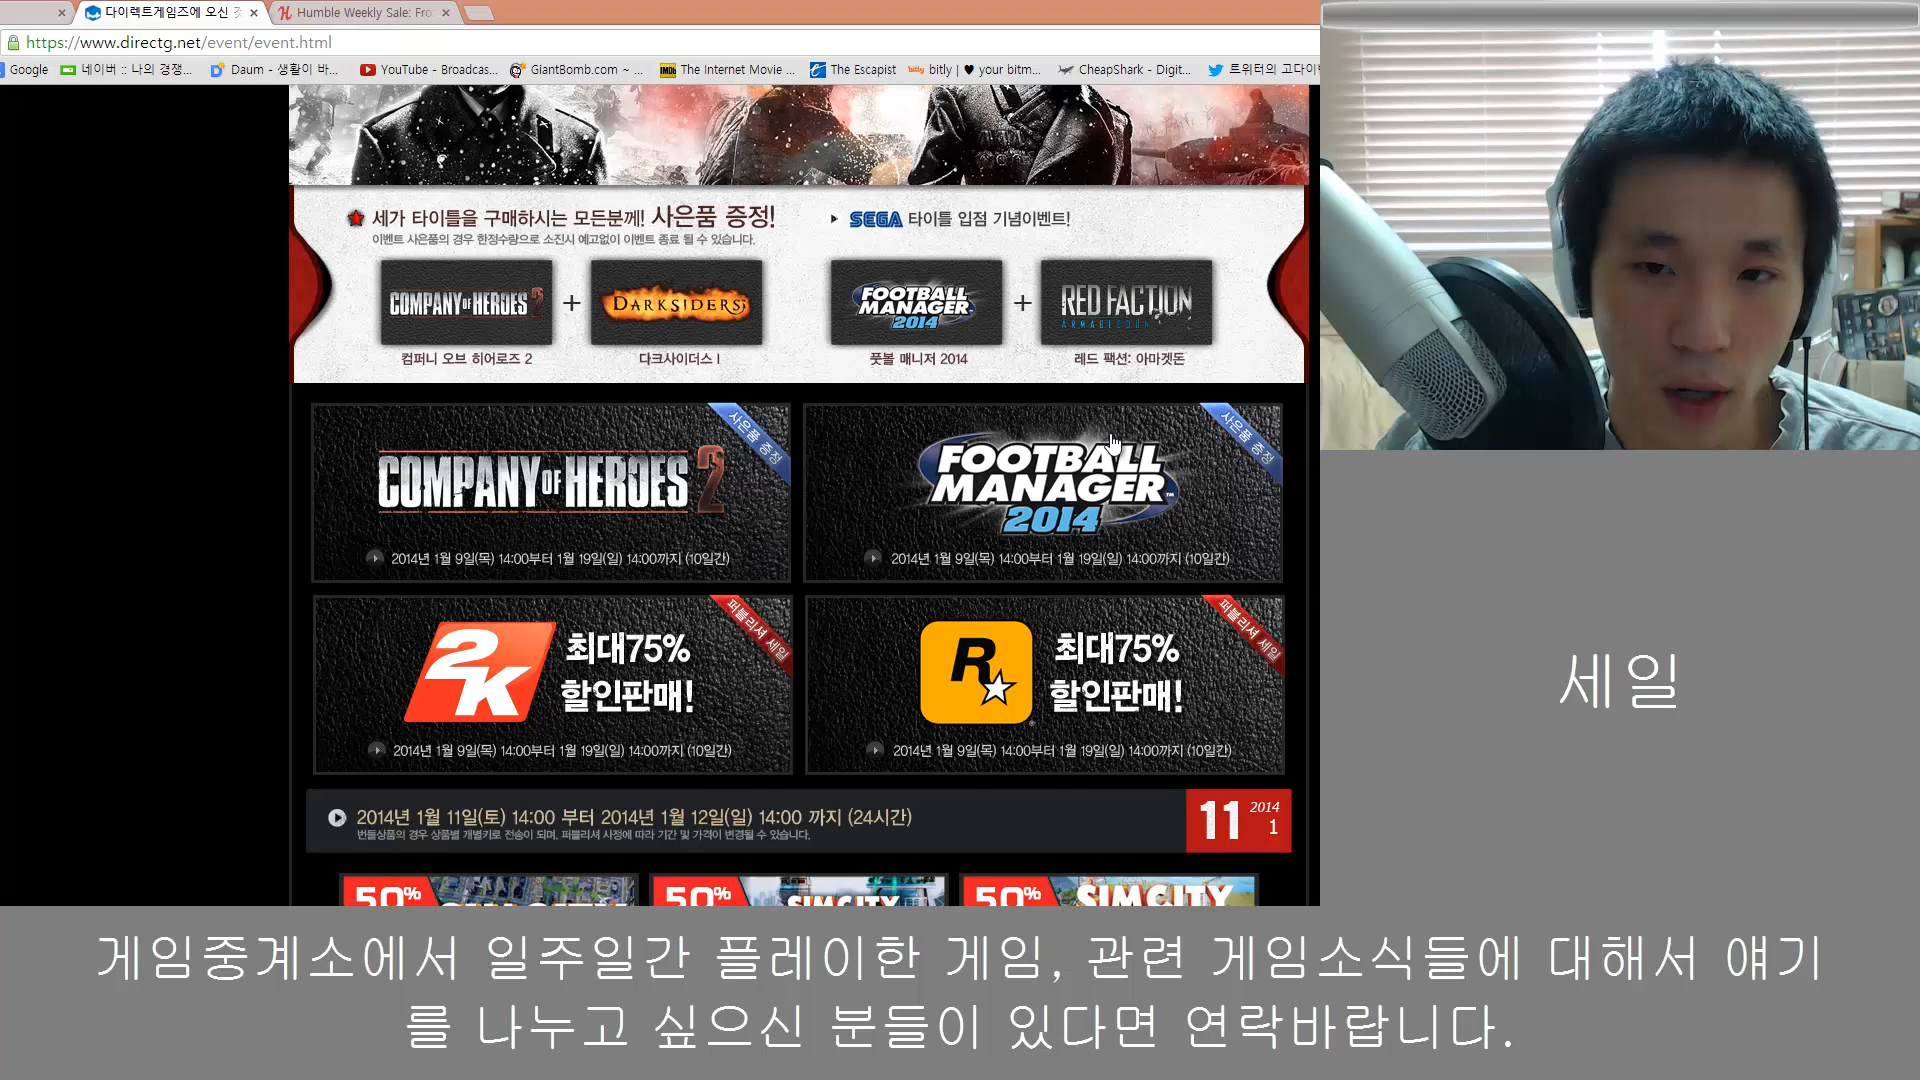 다이렉트게임즈에 오신 것
Humble Weekly Sale: Fro
https://www.directg.net/event/event.html
Google
네이버 :: 나의 경쟁...
Daum - 생활이 바...
YouTube - Broadcas...
GiantBomb.com ~ ...
The Internet Movie ...
The Escapist
bitly | ♥ your bitm...
CheapShark - Digit...
트위터의 고다이
세가 타이틀을 구매하시는 모든분께! 사은품 증정!
이벤트 사은품의 경우 한정수량으로 소진시 예고없이 이벤트 종료 될 수 있습니다.
SEGA 타이틀 입점 기념이벤트!
COMPANY OF HEROES 2
+
DARKSIDERS
FOOTBALL MANAGER 2014
+
RED FACTION
ARMAGEDDON
컴퍼니 오브 히어로즈 2
다크사이더스 I
풋볼 매니저 2014
레드 팩션: 아마겟돈
사은품 증정
COMPANY OF HEROES 2
2014년 1월 9일(목) 14:00부터 1월 19일(일) 14:00까지 (10일간)
사은품 증정
FOOTBALL
MANAGER™
2014
2014년 1월 9일(목) 14:00부터 1월 19일(일) 14:00까지 (10일간)
퍼블리셔 세일
2K
최대75%
할인판매!
2014년 1월 9일(목) 14:00부터 1월 19일(일) 14:00까지 (10일간)
퍼블리셔 세일
R
최대75%
할인판매!
2014년 1월 9일(목) 14:00부터 1월 19일(일) 14:00까지 (10일간)
2014년 1월 11일(토) 14:00 부터 2014년 1월 12일(일) 14:00 까지 (24시간)
번들상품의 경우 상품별 개별키로 전송이 되며, 퍼블리셔 사정에 따라 기간 및 가격이 변경될 수 있습니다.
11 2014
1
50% SIMCITY
50% SIMCITY
50% SIMCITY
세일
게임중계소에서 일주일간 플레이한 게임, 관련 게임소식들에 대해서 얘기
를 나누고 싶으신 분들이 있다면 연락바랍니다.